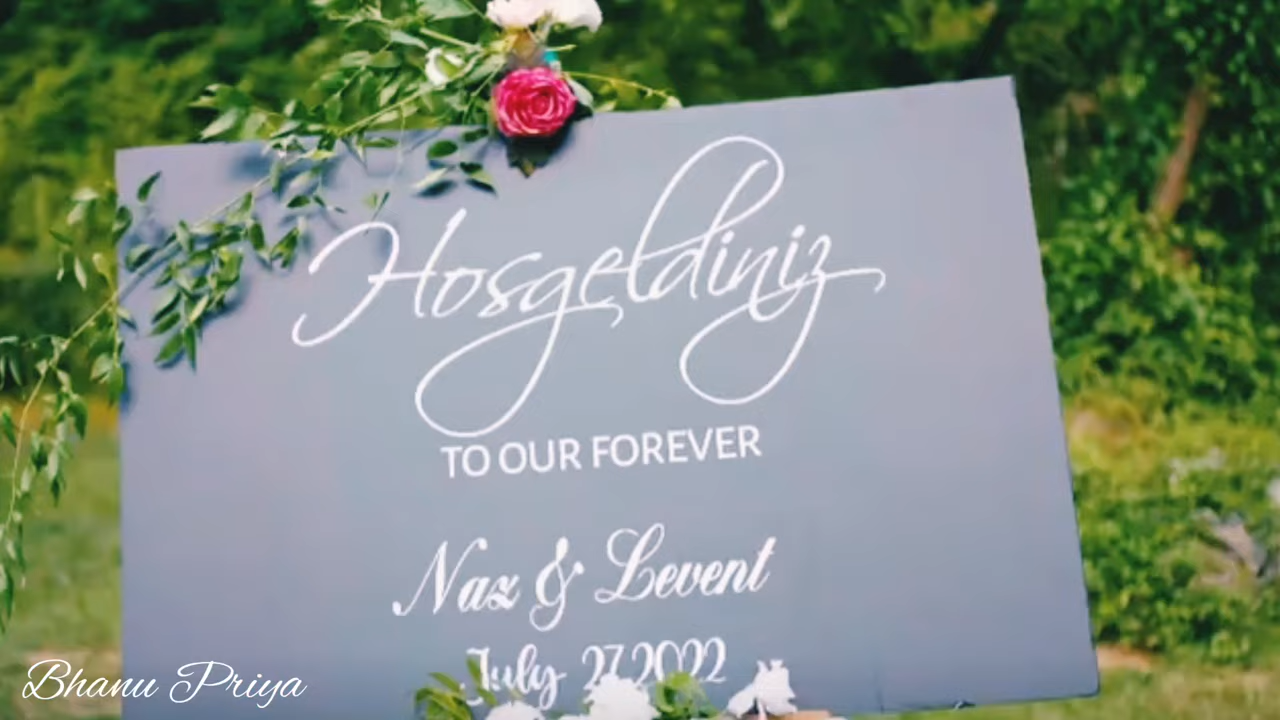 Hosgeldiniz
TO OUR FOREVER
Naz & Levent
July 27 2022
Bhanu Priya